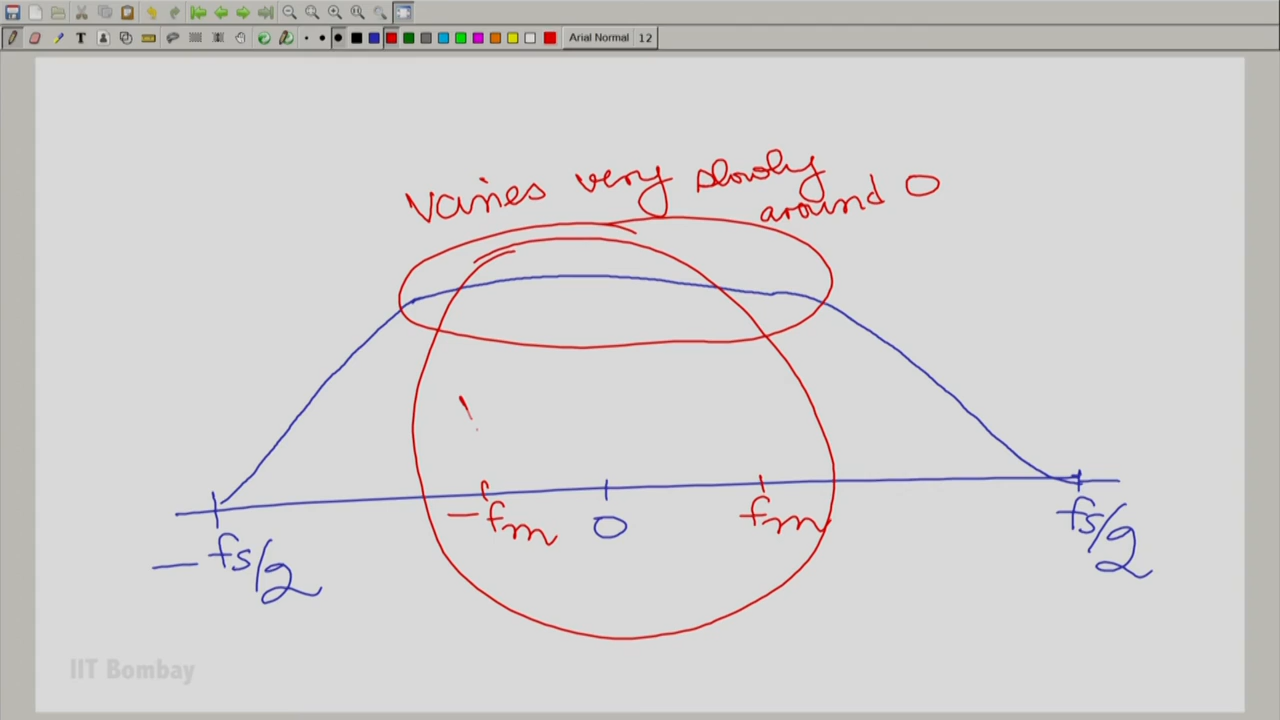 Arial Normal 12
Varies very slowly
around 0
-fm 0 fm
-fs/2 fs/2
IIT Bombay